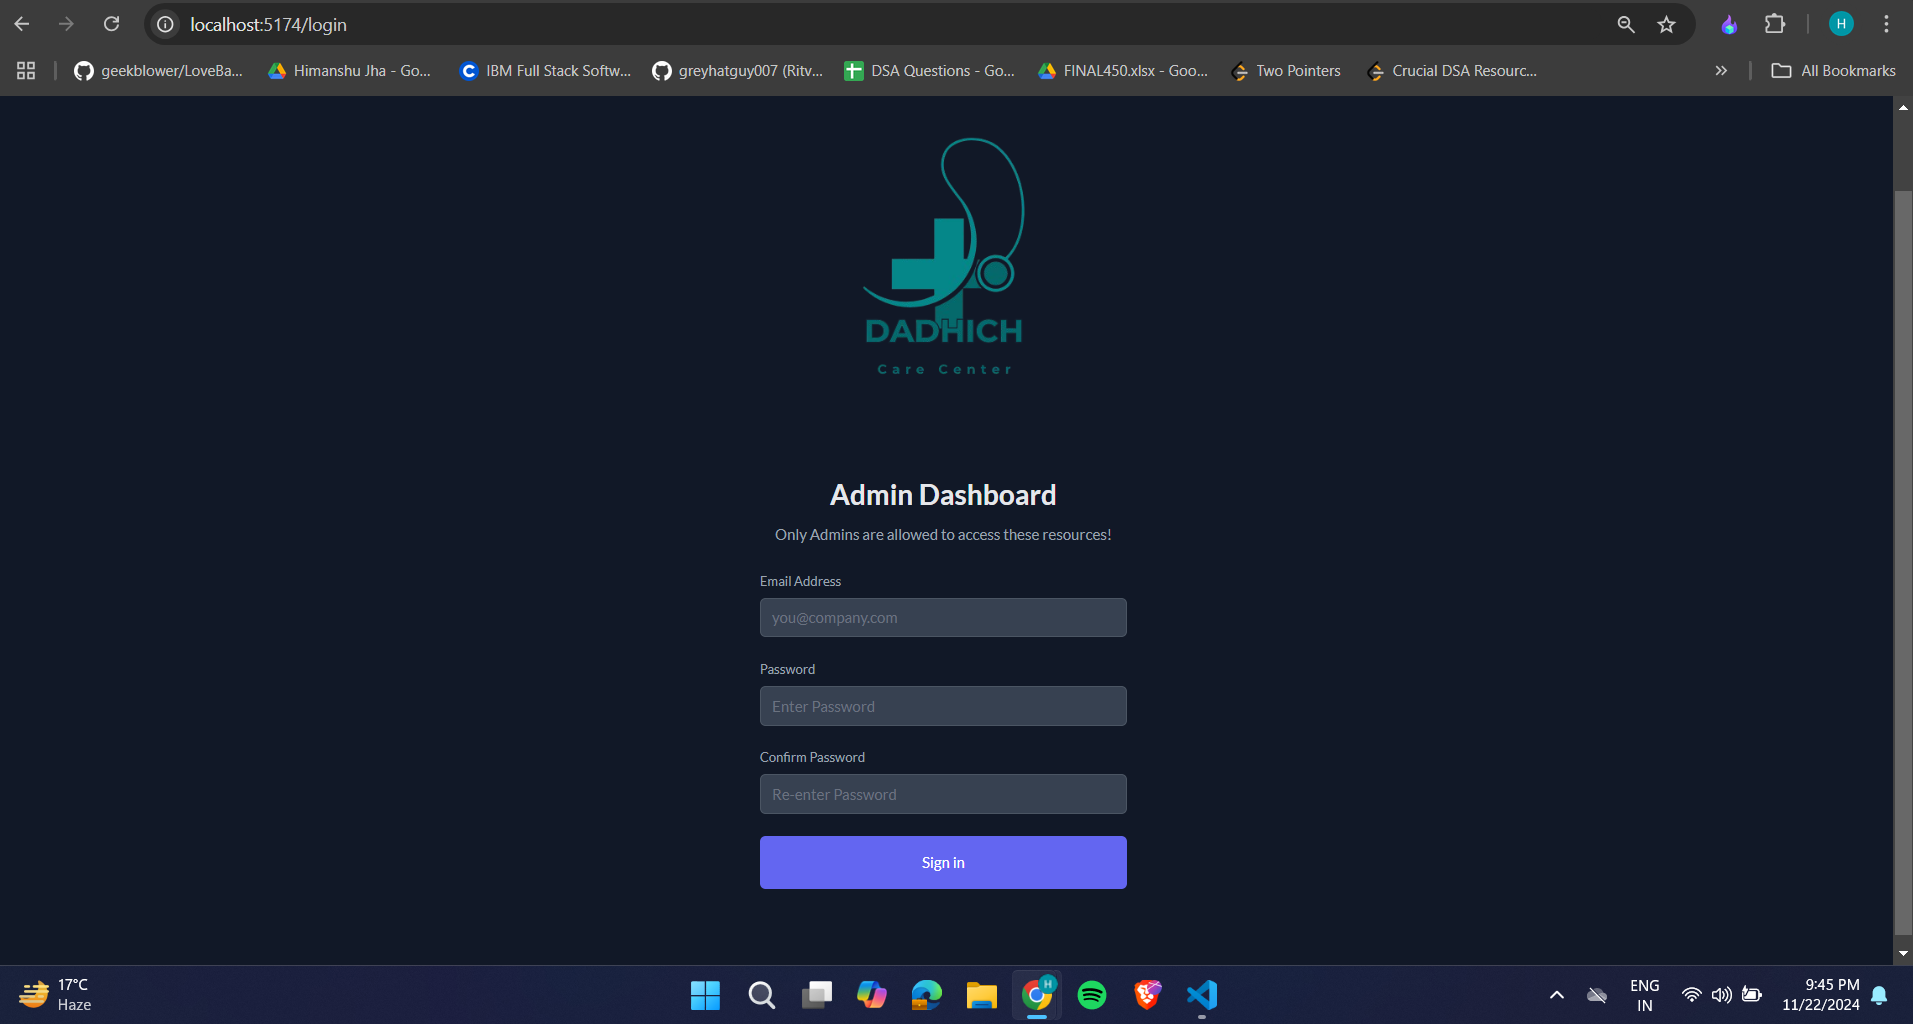 localhost:5174/login
H
geekblower/LoveBa...
Himanshu Jha - Go...
IBM Full Stack Softw...
greyhatguy007 (Ritv...
DSA Questions - Go...
FINAL450.xlsx - Goo...
Two Pointers
Crucial DSA Resourc...
All Bookmarks
DADHICH
Care Center
Admin Dashboard
Only Admins are allowed to access these resources!
Email Address
you@company.com
Password
Enter Password
Confirm Password
Re-enter Password
Sign in
17°C
Haze
H
ENG
IN
9:45 PM
11/22/2024